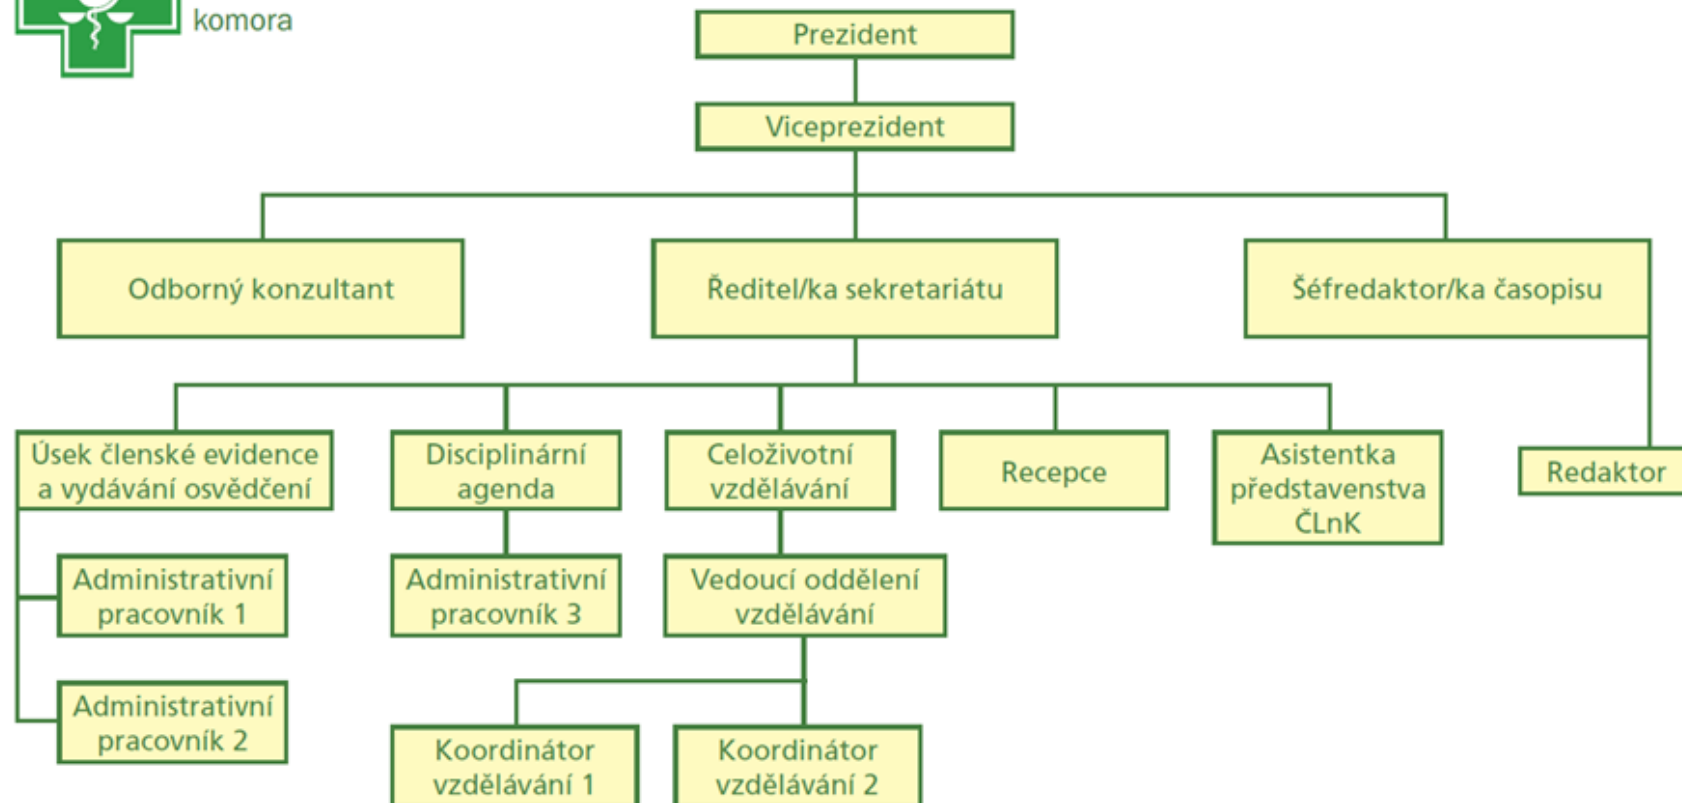 komora
Prezident
Viceprezident
Odborný konzultant
Ředitel/ka sekretariátu
Šéfredaktor/ka časopisu
Úsek členské evidence
a vydávání osvědčení
Disciplinární
agenda
Celoživotní
vzdělávání
Recepce
Asistentka
představenstva
ČLnK
Redaktor
Administrativní
pracovník 1
Administrativní
pracovník 3
Vedoucí oddělení
vzdělávání
Administrativní
pracovník 2
Koordinátor
vzdělávání 1
Koordinátor
vzdělávání 2